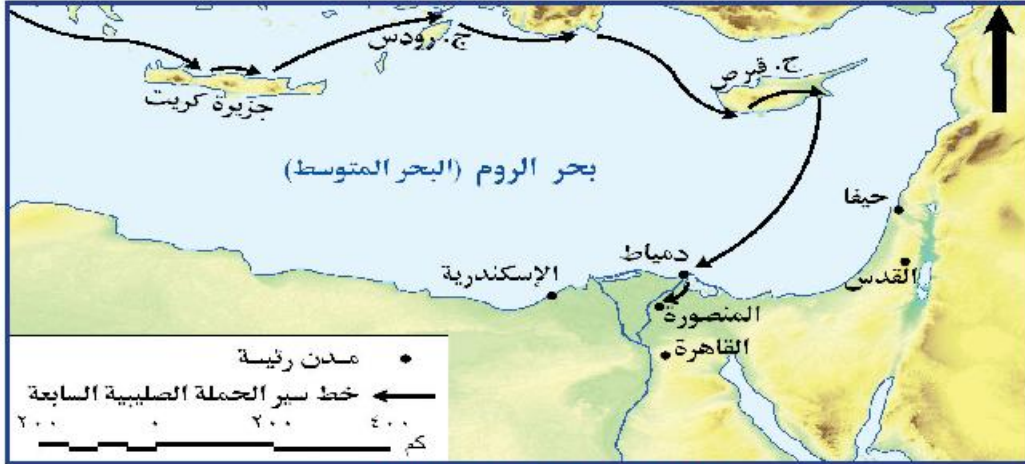 ج. رودس
ج. قبرص
جزيرة كريت
بحر الروم (البحر المتوسط)
حيفا
القدس
دمياط
الإسكندرية
المنصورة
القاهرة
مدن رئيسة
خط سير الحملة الصليبية السابعة
٢٠٠ ٠ ٢٠٠ ٤٠٠
كم